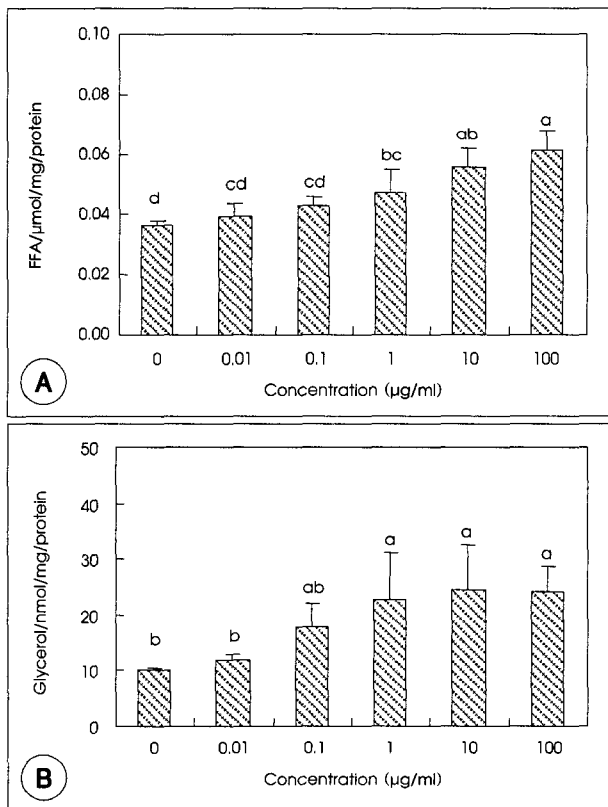 0.10
0.08
0.06
0.04
0.02
0.00
FFA/μmol/mg/protein
d cd cd bc ab a
0 0.01 0.1 1 10 100
Concentration (μg/ml)
A
50
40
30
20
10
0
Glycerol/nmol/mg/protein
b b ab a a a
0 0.01 0.1 1 10 100
Concentration (μg/ml)
B